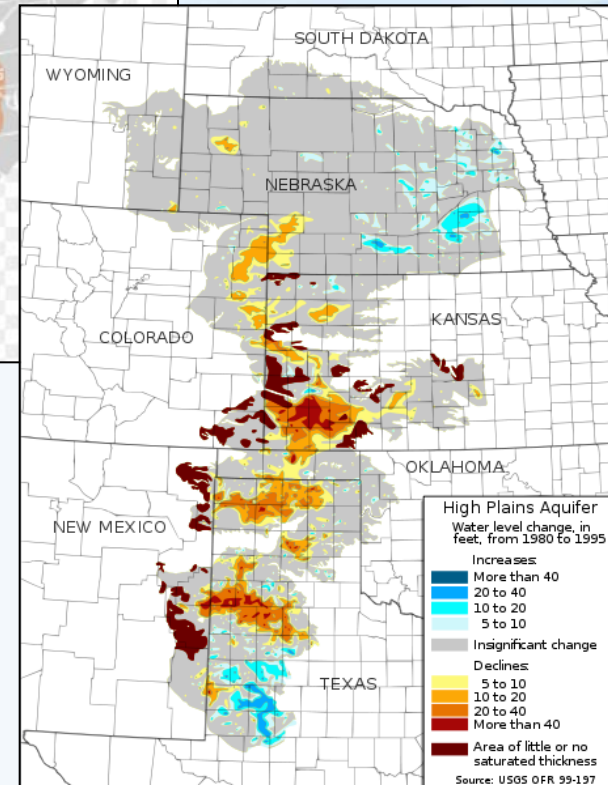 SOUTH DAKOTA
WYOMING
NEBRASKA
COLORADO
KANSAS
OKLAHOMA
NEW MEXICO
TEXAS
High Plains Aquifer
Water level change, in
feet, from 1980 to 1995
Increases:
More than 40
20 to 40
10 to 20
5 to 10
Insignificant change
Declines:
5 to 10
10 to 20
20 to 40
More than 40
Area of little or no
saturated thickness
Source: USGS OFR 99-197